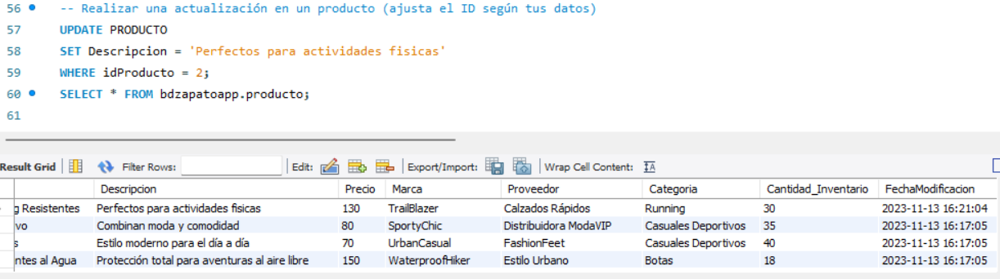 56 -- Realizar una actualización en un producto (ajusta el ID según tus datos)
57 UPDATE PRODUCTO
58 SET Descripcion = 'Perfectos para actividades fisicas'
59 WHERE idProducto = 2;
60 SELECT * FROM bdzapatoapp.producto;
61
Result Grid Filter Rows: Edit: Export/Import: Wrap Cell Content:
Descripcion Precio Marca Proveedor Categoria Cantidad_Inventario FechaModificacion
g Resistentes Perfectos para actividades fisicas 130 TrailBlazer Calzados Rápidos Running 30 2023-11-13 16:21:04
vo Combinan moda y comodidad 80 SportyChic Distribuidora ModaVIP Casuales Deportivos 35 2023-11-13 16:17:05
s Estilo moderno para el día a día 70 UrbanCasual FashionFeet Casuales Deportivos 40 2023-11-13 16:17:05
ntes al Agua Protección total para aventuras al aire libre 150 WaterproofHiker Estilo Urbano Botas 18 2023-11-13 16:17:05